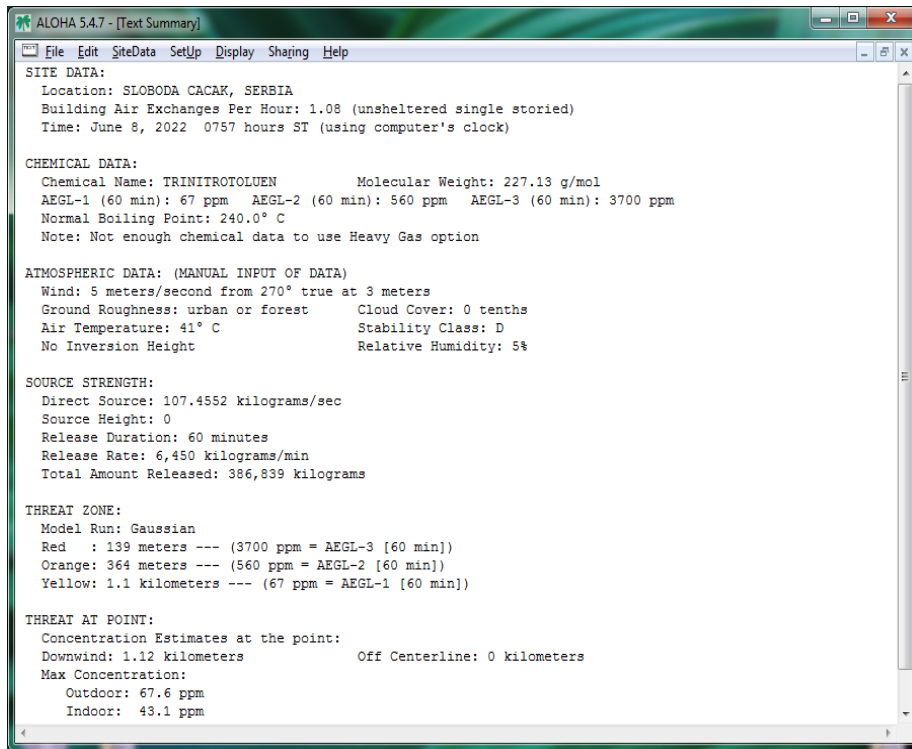 ALOHA 5.4.7 - [Text Summary]
File Edit SiteData SetUp Display Sharing Help
SITE DATA:
Location: SLOBODA CACAK, SERBIA
Building Air Exchanges Per Hour: 1.08 (unsheltered single storied)
Time: June 8, 2022 0757 hours ST (using computer's clock)
CHEMICAL DATA:
Chemical Name: TRINITROTOLUEN Molecular Weight: 227.13 g/mol
AEGL-1 (60 min): 67 ppm AEGL-2 (60 min): 560 ppm AEGL-3 (60 min): 3700 ppm
Normal Boiling Point: 240.0° C
Note: Not enough chemical data to use Heavy Gas option
ATMOSPHERIC DATA: (MANUAL INPUT OF DATA)
Wind: 5 meters/second from 270° true at 3 meters
Ground Roughness: urban or forest Cloud Cover: 0 tenths
Air Temperature: 41° C Stability Class: D
No Inversion Height Relative Humidity: 5%
SOURCE STRENGTH:
Direct Source: 107.4552 kilograms/sec
Source Height: 0
Release Duration: 60 minutes
Release Rate: 6,450 kilograms/min
Total Amount Released: 386,839 kilograms
THREAT ZONE:
Model Run: Gaussian
Red : 139 meters --- (3700 ppm = AEGL-3 [60 min])
Orange: 364 meters --- (560 ppm = AEGL-2 [60 min])
Yellow: 1.1 kilometers --- (67 ppm = AEGL-1 [60 min])
THREAT AT POINT:
Concentration Estimates at the point:
Downwind: 1.12 kilometers Off Centerline: 0 kilometers
Max Concentration:
Outdoor: 67.6 ppm
Indoor: 43.1 ppm